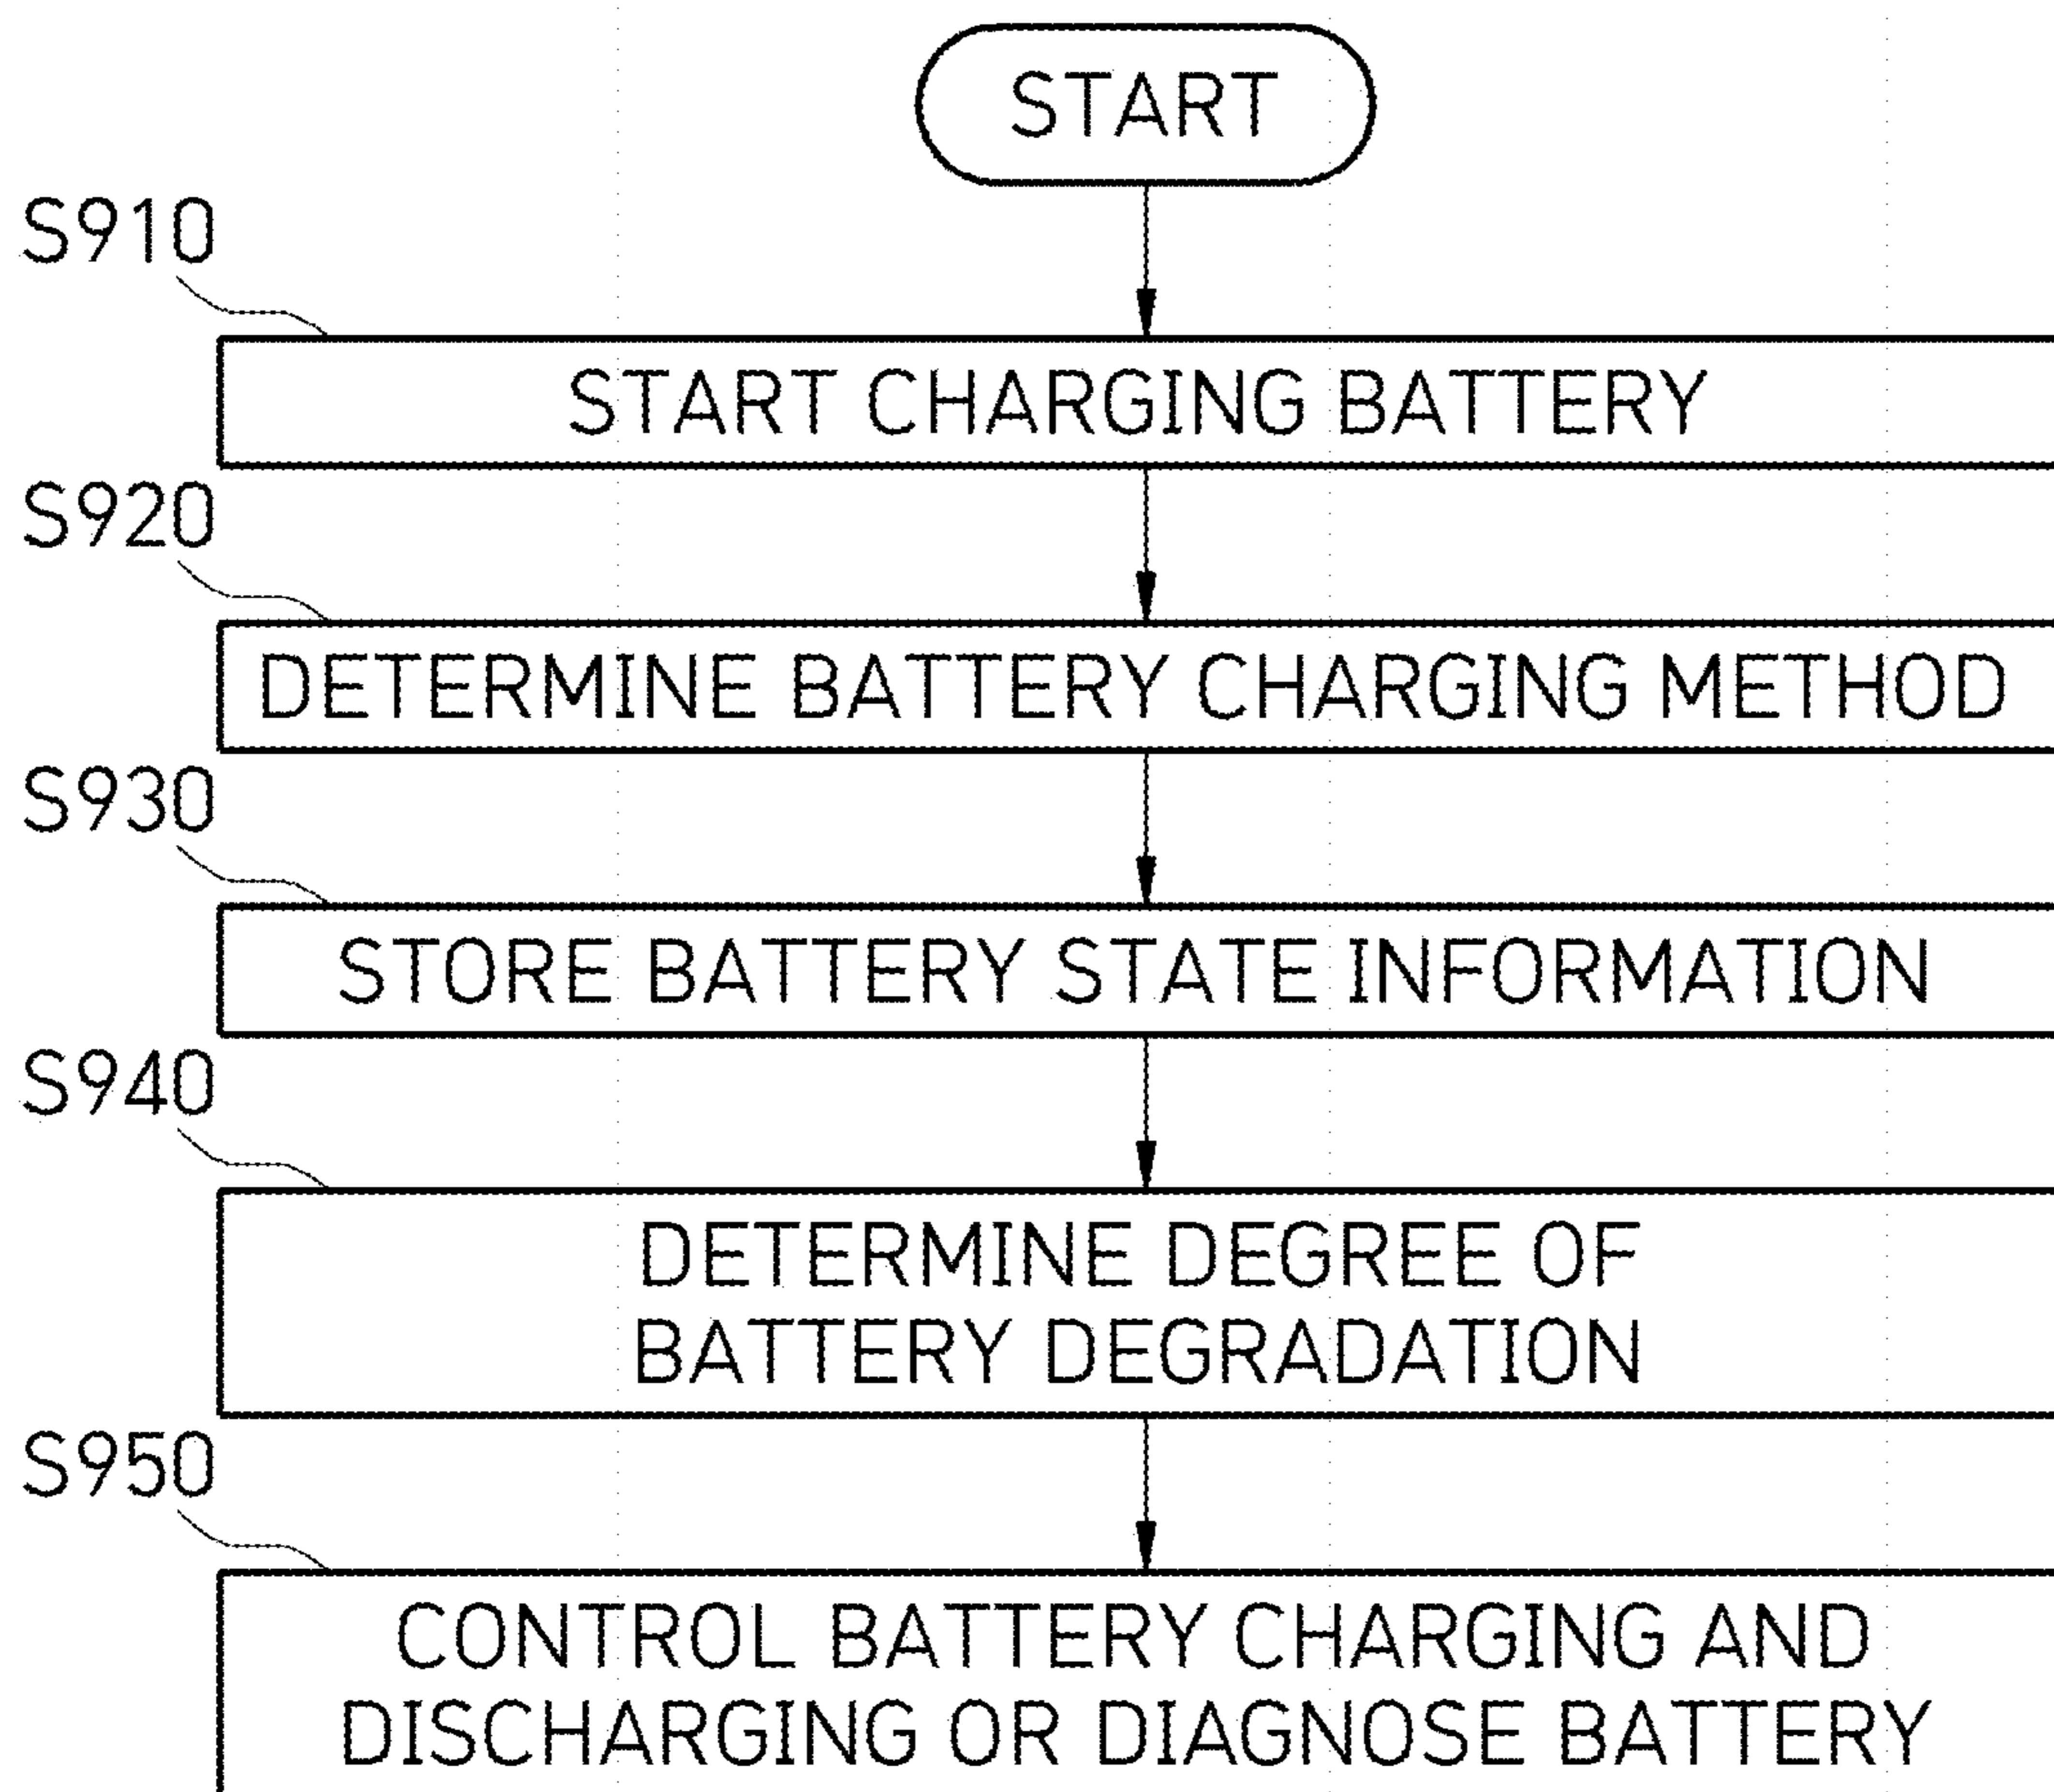 START
S910
START CHARGING BATTERY
S920
DETERMINE BATTERY CHARGING METHOD
S930
STORE BATTERY STATE INFORMATION
S940
DETERMINE DEGREE OF
BATTERY DEGRADATION
S950
CONTROL BATTERY CHARGING AND
DISCHARGING OR DIAGNOSE BATTERY